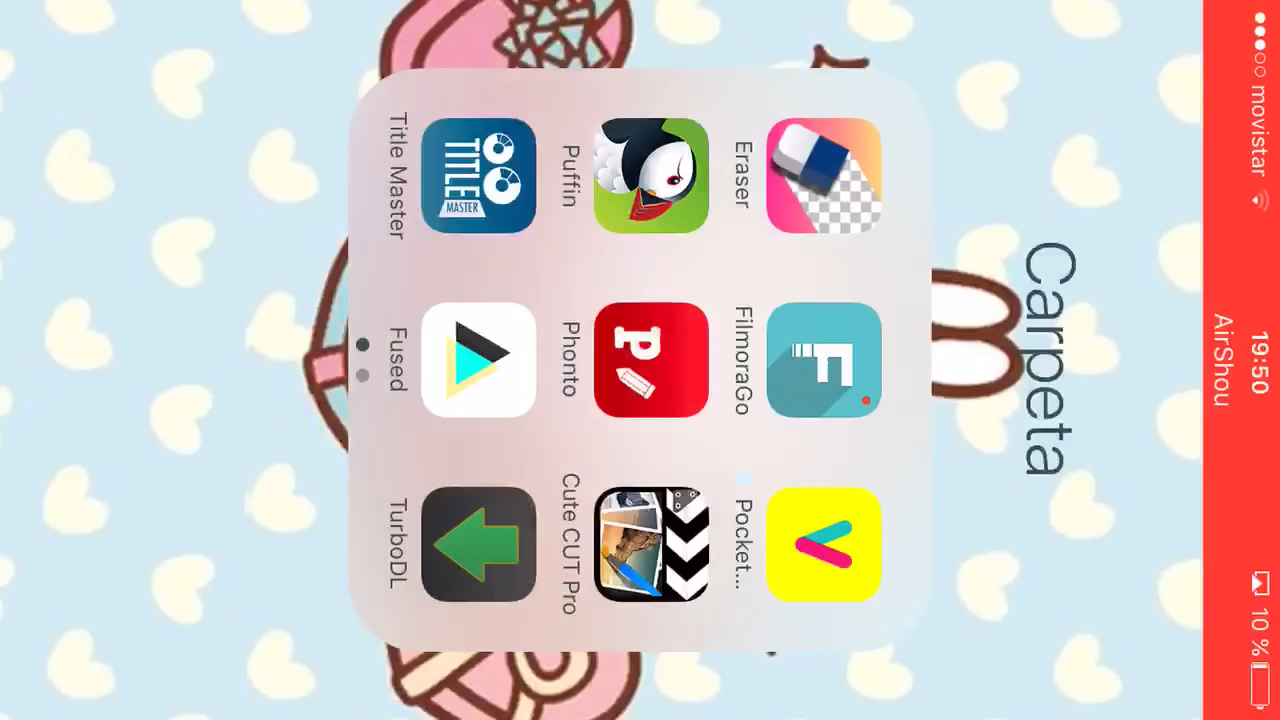 movistar 19:50 10 %
AirShou
Carpeta
Eraser FilmoraGo Pocket...
Puffin Phonto Cute CUT Pro
TITLE
MASTER
P/
F
Title Master Fused TurboDL